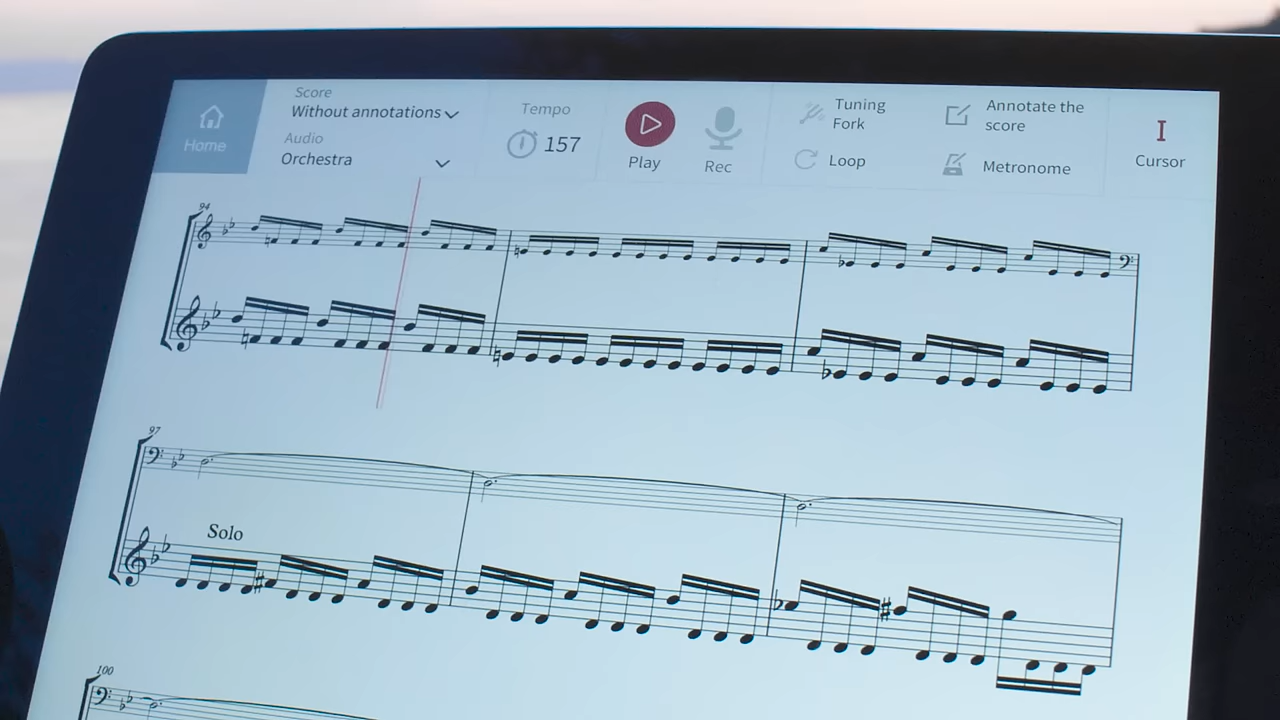 Home
Score
Without annotations
Audio
Orchestra
Tempo
157
Play
Rec
Tuning
Fork
Loop
Annotate the
score
Metronome
Cursor
94
97
Solo
100